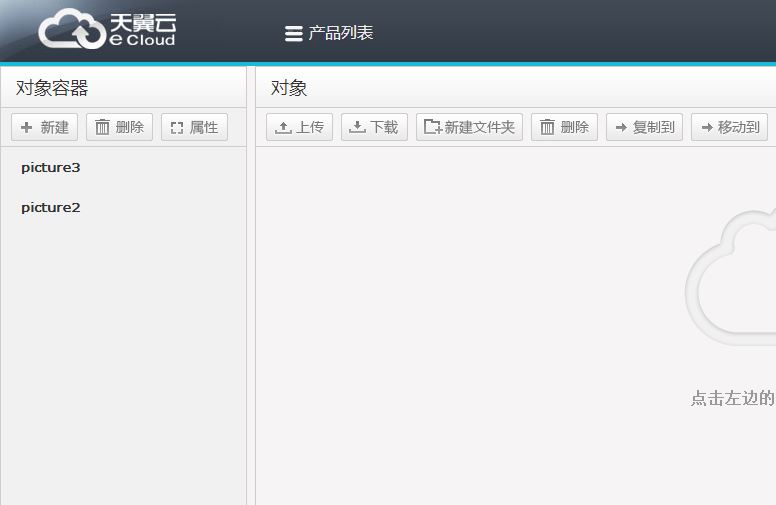 天翼云
e Cloud
产品列表
对象容器
新建 删除 属性
picture3
picture2
对象
上传 下载 新建文件夹 删除 复制到 移动到
点击左边的